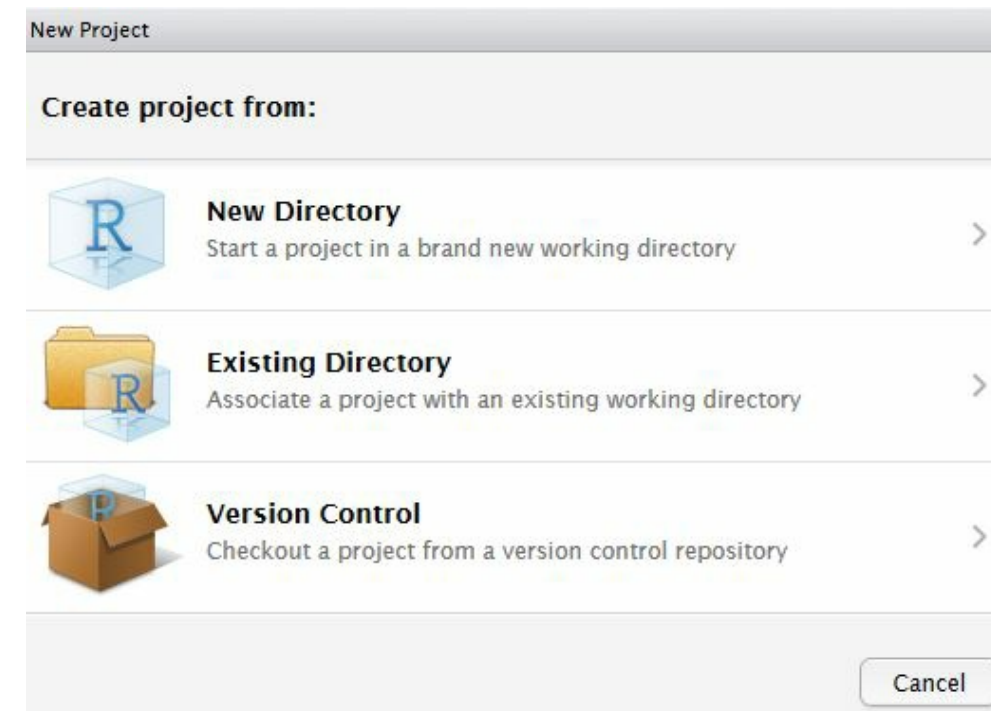 New Project
Create project from:
R
New Directory
Start a project in a brand new working directory
R
Existing Directory
Associate a project with an existing working directory
R
Version Control
Checkout a project from a version control repository
Cancel